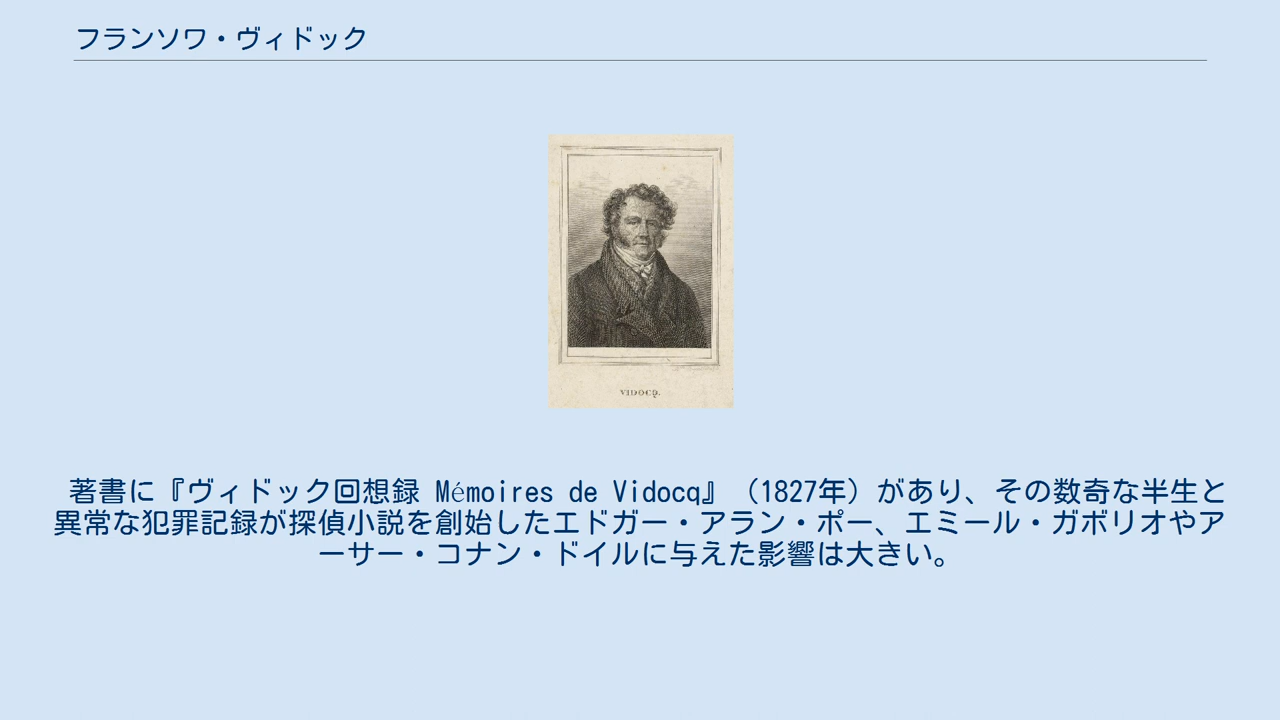 フランソワ・ヴィドック
VIDOCQ.
著書に『ヴィドック回想録 Mémoires de Vidocq』（1827年）があり、その数奇な半生と
異常な犯罪記録が探偵小説を創始したエドガー・アラン・ポー、エミール・ガボリオやア
ーサー・コナン・ドイルに与えた影響は大きい。